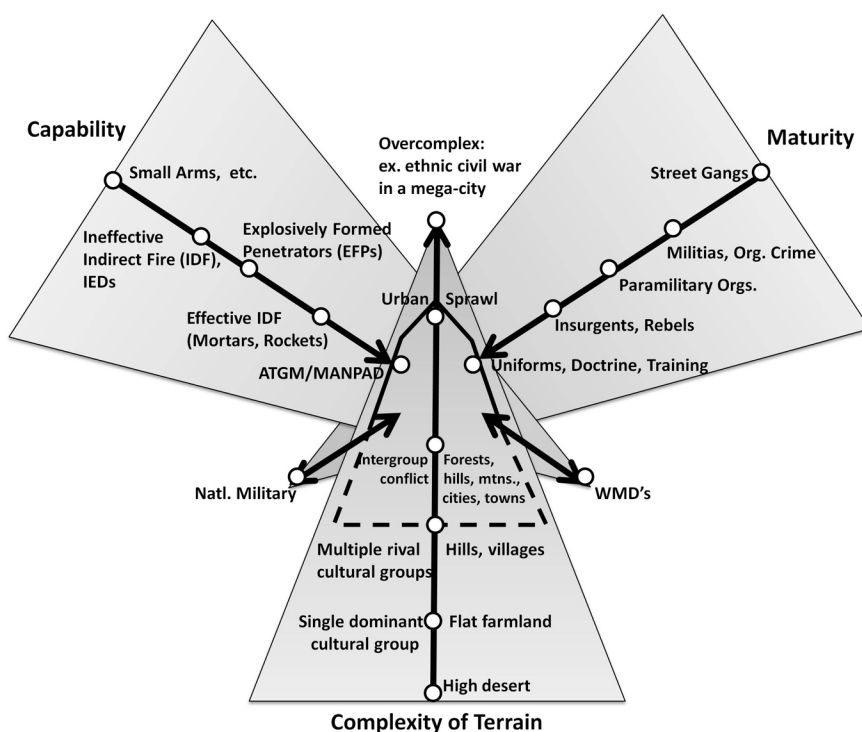 Capability
Maturity
Overcomplex:
ex. ethnic civil war
in a mega-city
Small Arms, etc.
Street Gangs
Ineffective
Indirect Fire (IDF),
IEDs
Explosively Formed
Penetrators (EFPs)
Militias, Org. Crime
Paramilitary Orgs.
Urban Sprawl
Effective IDF
(Mortars, Rockets)
Insurgents, Rebels
ATGM/MANPAD
Uniforms, Doctrine, Training
Intergroup
conflict
Forests,
hills, mtns.,
cities, towns
Natl. Military
WMD's
Multiple rival
cultural groups
Hills, villages
Single dominant
cultural group
Flat farmland
High desert
Complexity of Terrain